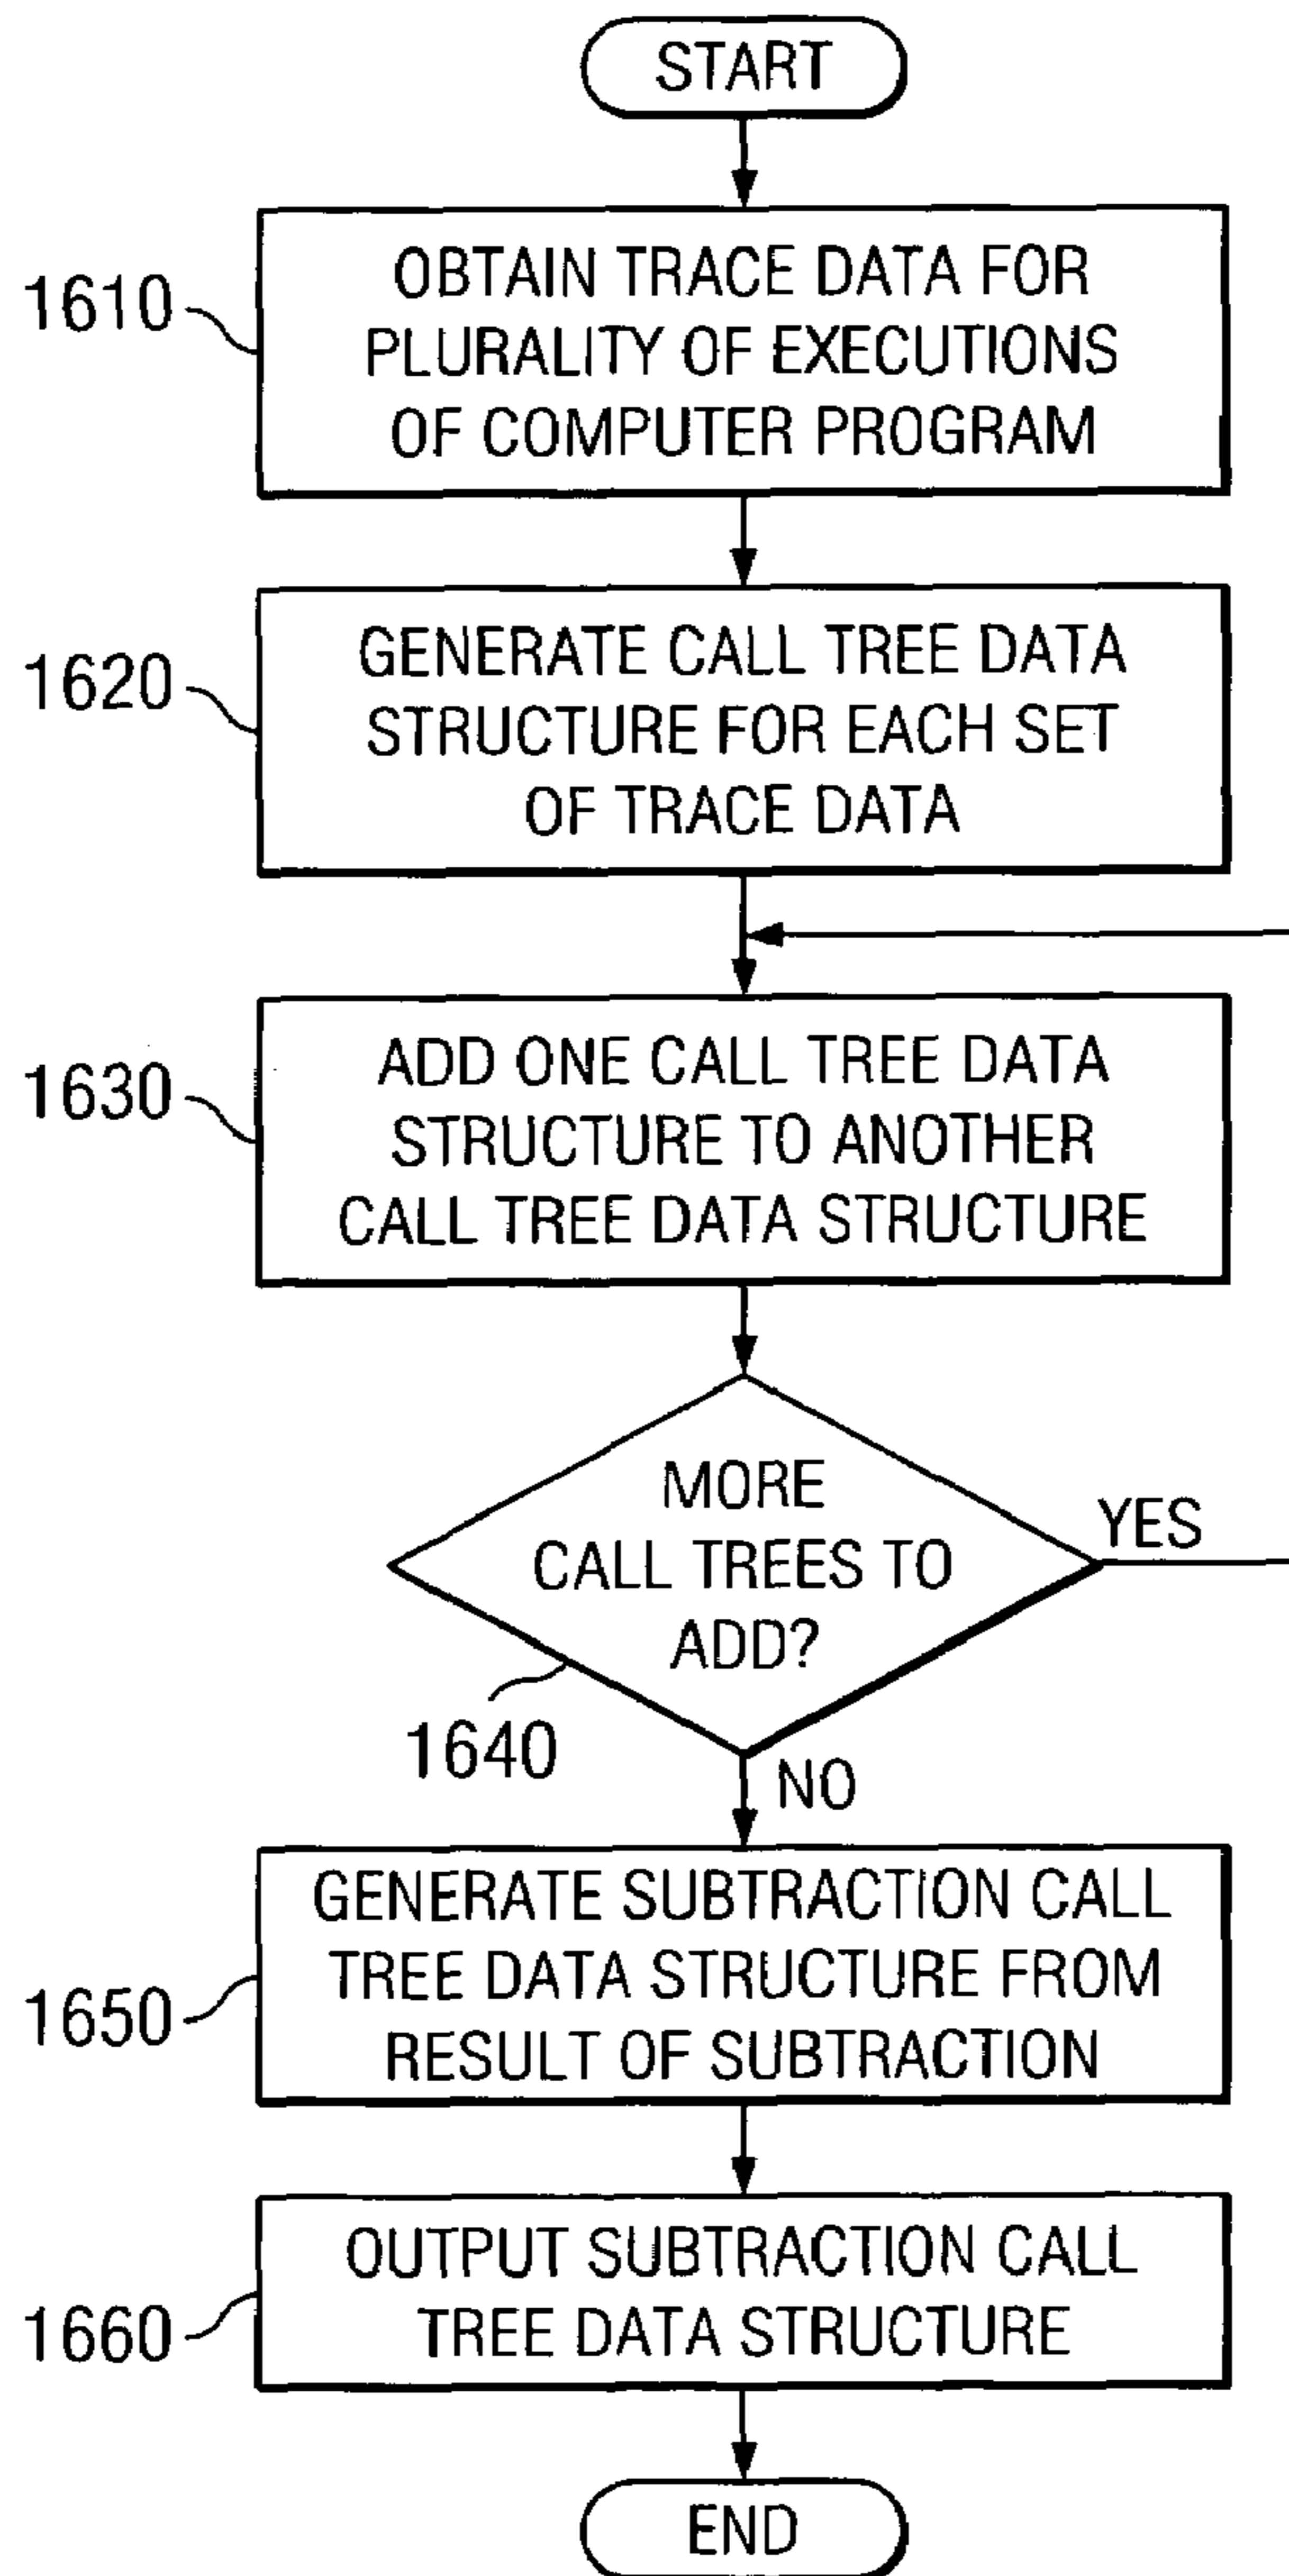 START
1610
OBTAIN TRACE DATA FOR
PLURALITY OF EXECUTIONS
OF COMPUTER PROGRAM
1620
GENERATE CALL TREE DATA
STRUCTURE FOR EACH SET
OF TRACE DATA
1630
ADD ONE CALL TREE DATA
STRUCTURE TO ANOTHER
CALL TREE DATA STRUCTURE
MORE
CALL TREES TO
ADD?
YES
1640
NO
1650
GENERATE SUBTRACTION CALL
TREE DATA STRUCTURE FROM
RESULT OF SUBTRACTION
1660
OUTPUT SUBTRACTION CALL
TREE DATA STRUCTURE
END